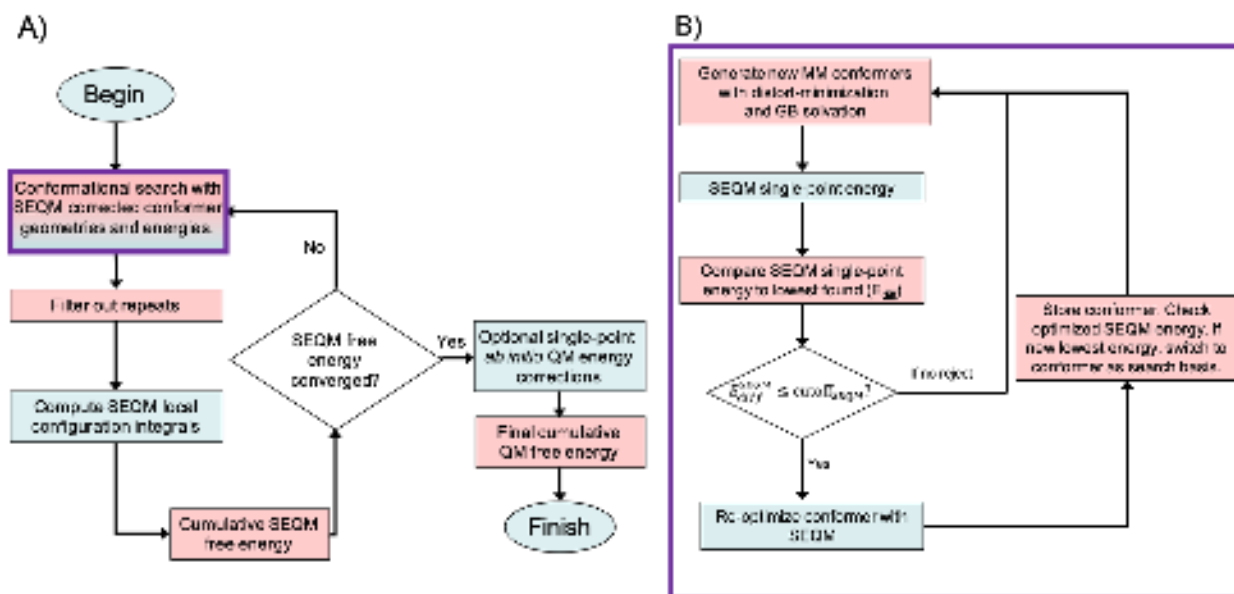 A)
Begin
Conformational search with
SEQM corrected conformer
geometries and energies.
Filter out repeats
Compute SEQM local
configuration integrals
Cumulative SEQM
free energy
No
SEQM free
energy
converged?
Yes
Optional single-point
ab initio QM energy
corrections
Final cumulative
QM free energy
Finish
B)
Generate new MM conformers
with distort-minimization
and GB solvation
SEQM single-point energy
Compare SEQM single-point
energy to lowest found
≤
If no reject
Yes
Re-optimize conformer with
SEQM
Store conformer. Check
optimized SEQM energy. If
new lowest energy, switch to
conformer as search basis.